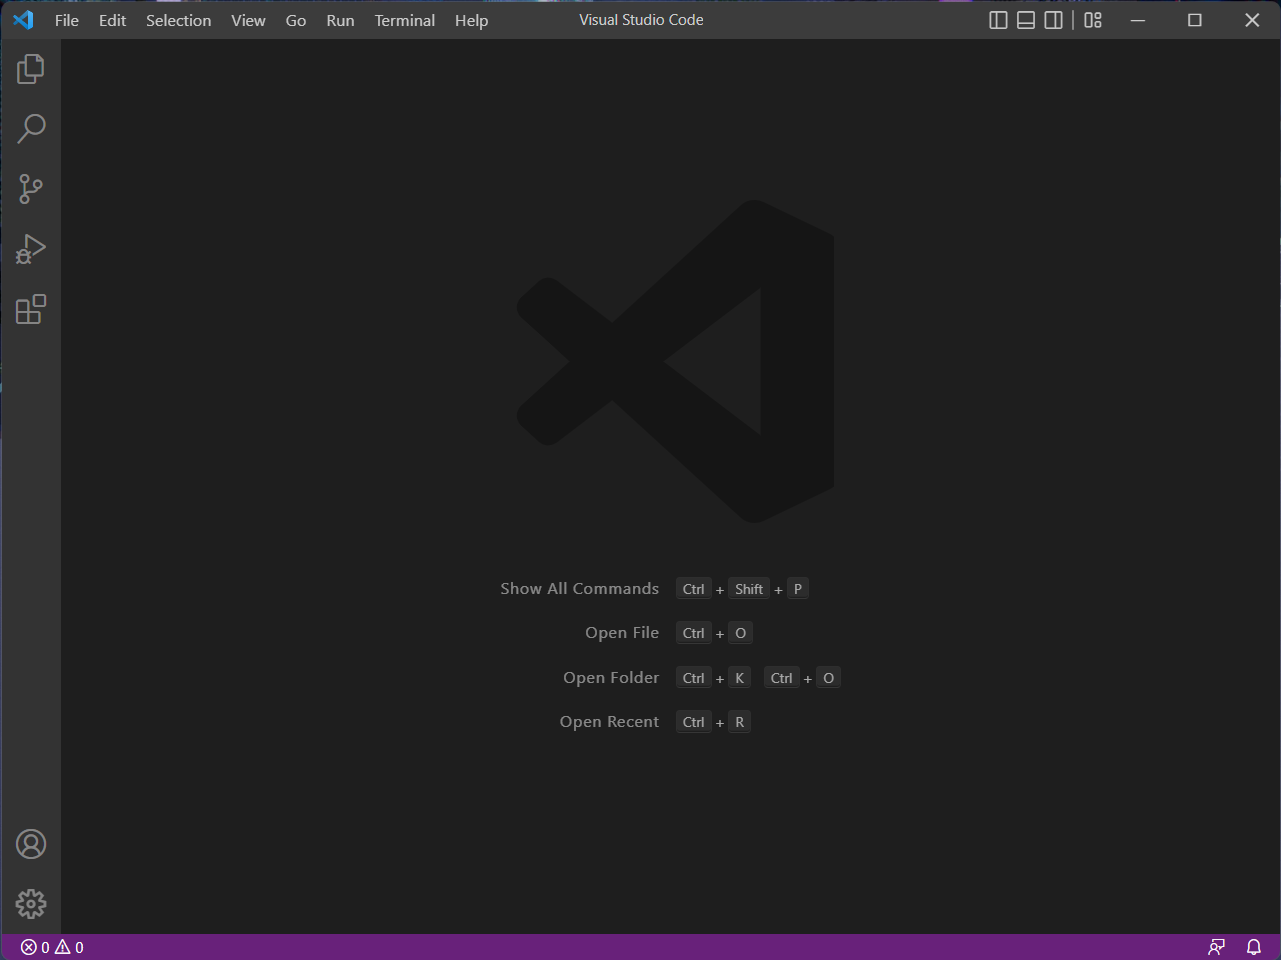 File Edit Selection View Go Run Terminal Help Visual Studio Code
Show All Commands Ctrl + Shift + P
Open File Ctrl + O
Open Folder Ctrl + K Ctrl + O
Open Recent Ctrl + R
0 0